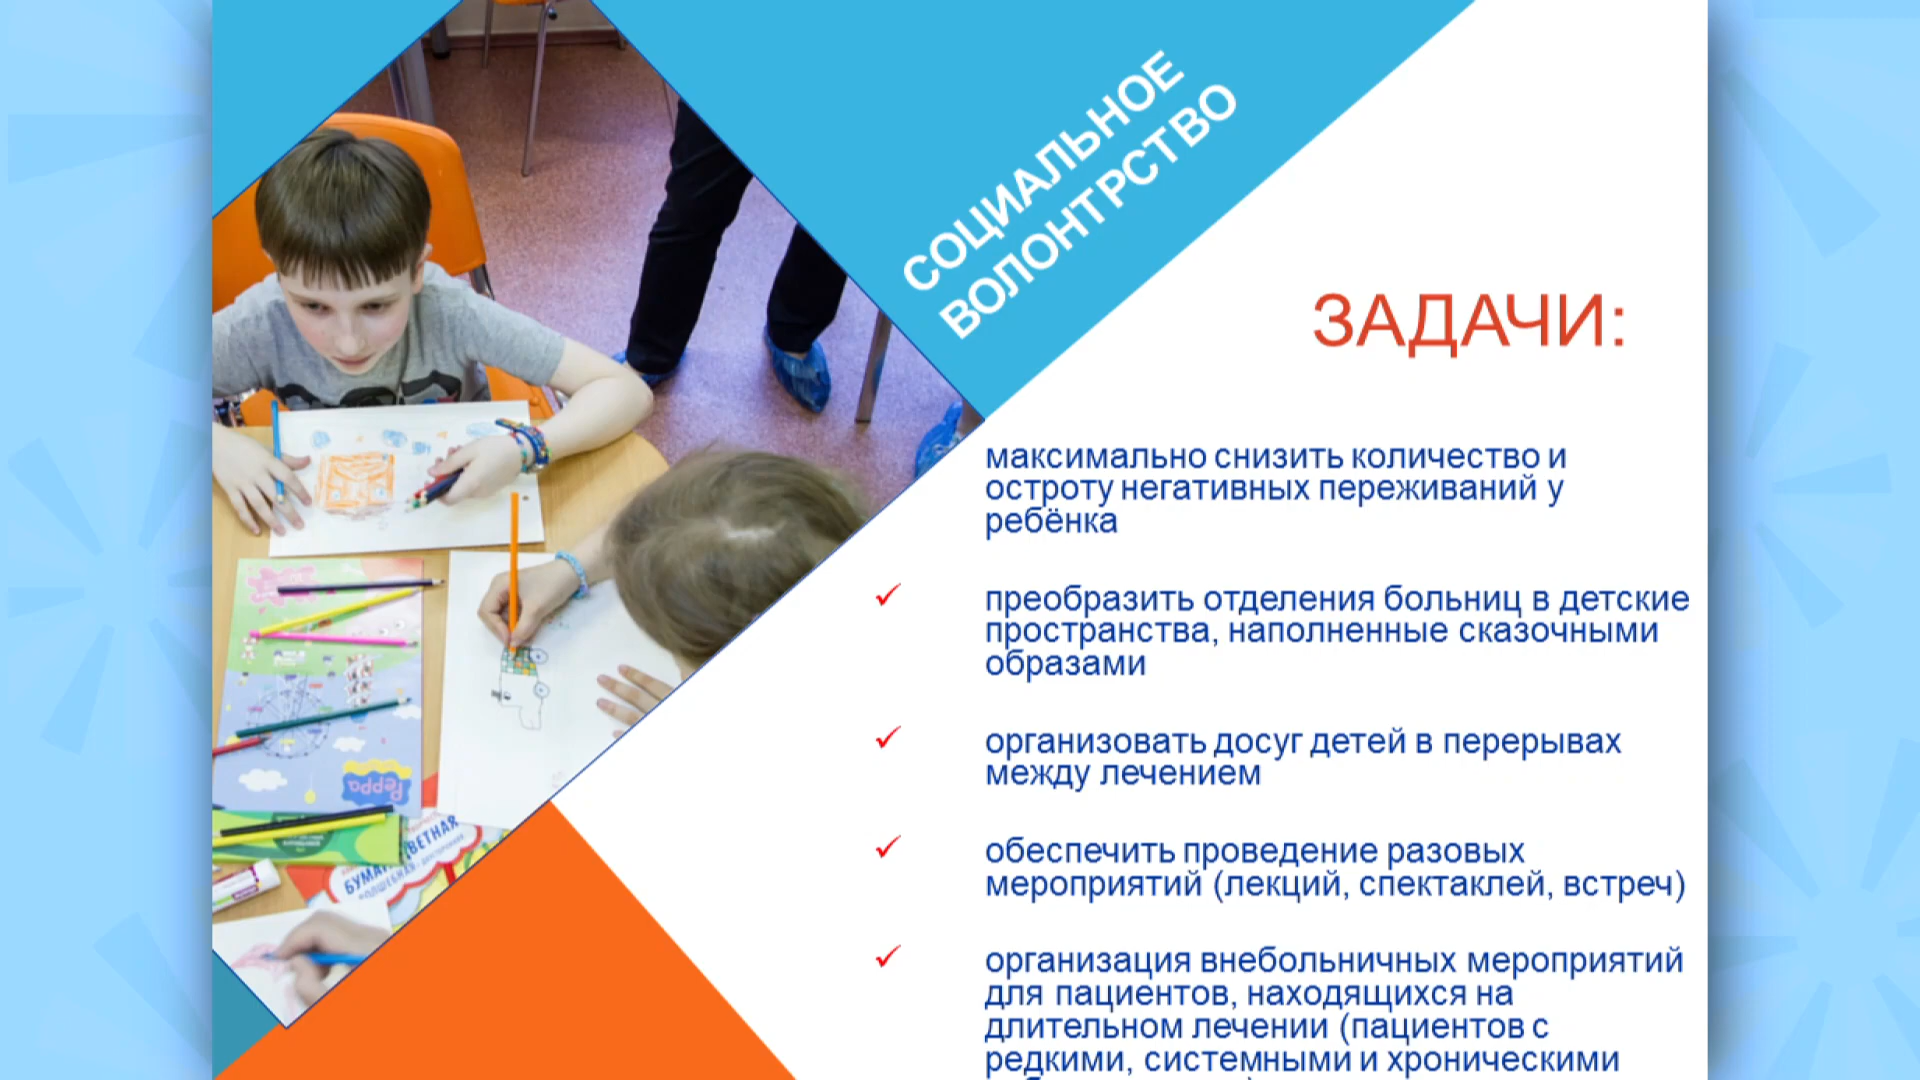 СОЦИАЛЬНОЕ
ВОЛОНТРСТВО
ЗАДАЧИ:
максимально снизить количество и
остроту негативных переживаний у
ребёнка
преобразить отделения больниц в детские
пространства, наполненные сказочными
образами
организовать досуг детей в перерывах
между лечением
обеспечить проведение разовых
мероприятий (лекций, спектаклей, встреч)
организация внебольничных мероприятий
для пациентов, находящихся на
длительном лечении (пациентов с
редкими, системными и хроническими
Peppa
ВОЛШЕБНАЯ